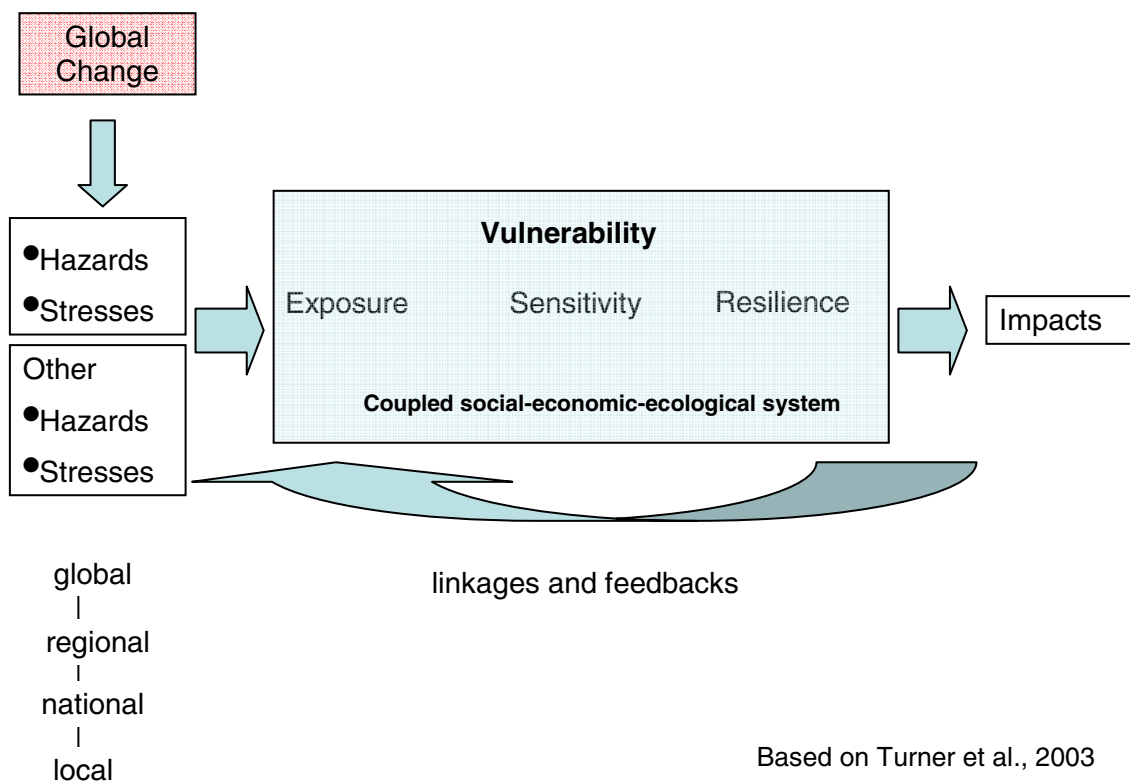 Global
Change
●Hazards
●Stresses
Other
●Hazards
●Stresses
Vulnerability
Exposure Sensitivity Resilience
Coupled social-economic-ecological system
Impacts
linkages and feedbacks
global
regional
national
local
Based on Turner et al., 2003